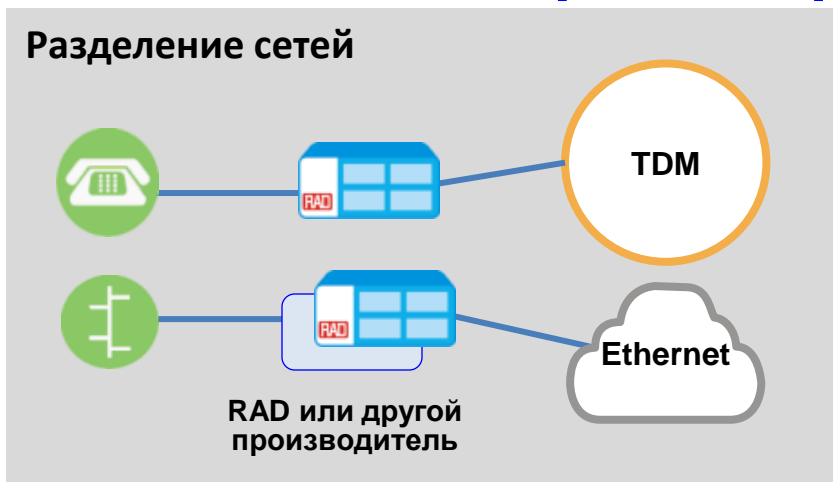 Разделение сетей
RAD
TDM
RAD
Ethernet
RAD или другой
производитель